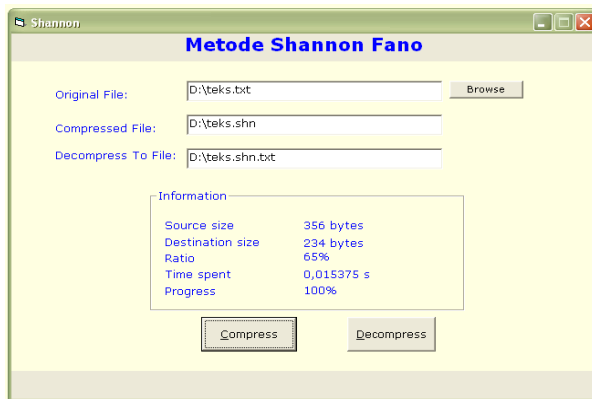 Shannon
Metode Shannon Fano
Original File: D:\teks.txt Browse
Compressed File: D:\teks.shn
Decompress To File: D:\teks.shn.txt
Information
Source size 356 bytes
Destination size 234 bytes
Ratio 65%
Time spent 0,015375 s
Progress 100%
Compress Decompress